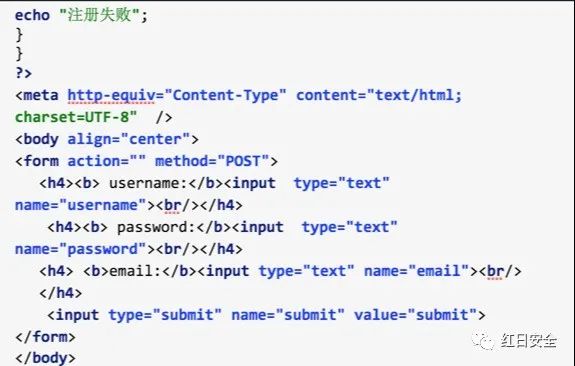 echo "注册失败";
}
}
?>
<meta http-equiv="Content-Type" content="text/html;
charset=UTF-8"  />
<body align="center">
<form action="" method="POST">
<h4><b> username:</b><input  type="text"
name="username"><br/></h4>
<h4><b> password:</b><input  type="text"
name="password"><br/></h4>
<h4> <b>email:</b><input type="text" name="email"><br/>
</h4>
<input type="submit" name="submit" value="submit">
</form>
</body>
红日安全